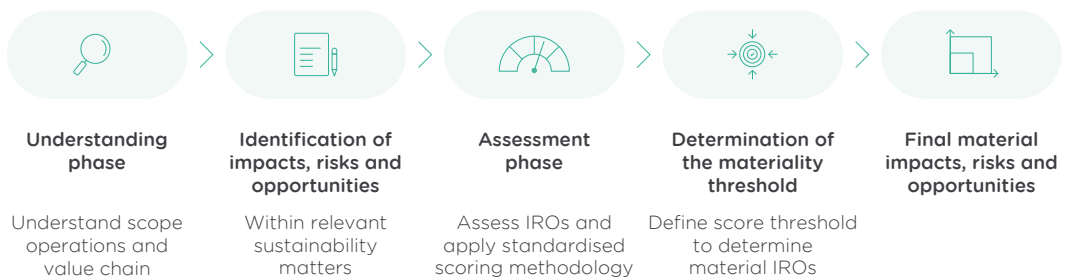 Understanding
phase
Understand scope
operations and
value chain
Identification of
impacts, risks and
opportunities
Within relevant
sustainability
matters
Assessment
phase
Assess IROs and
apply standardised
scoring methodology
Determination of
the materiality
threshold
Define score threshold
to determine
material IROs
Final material
impacts, risks and
opportunities